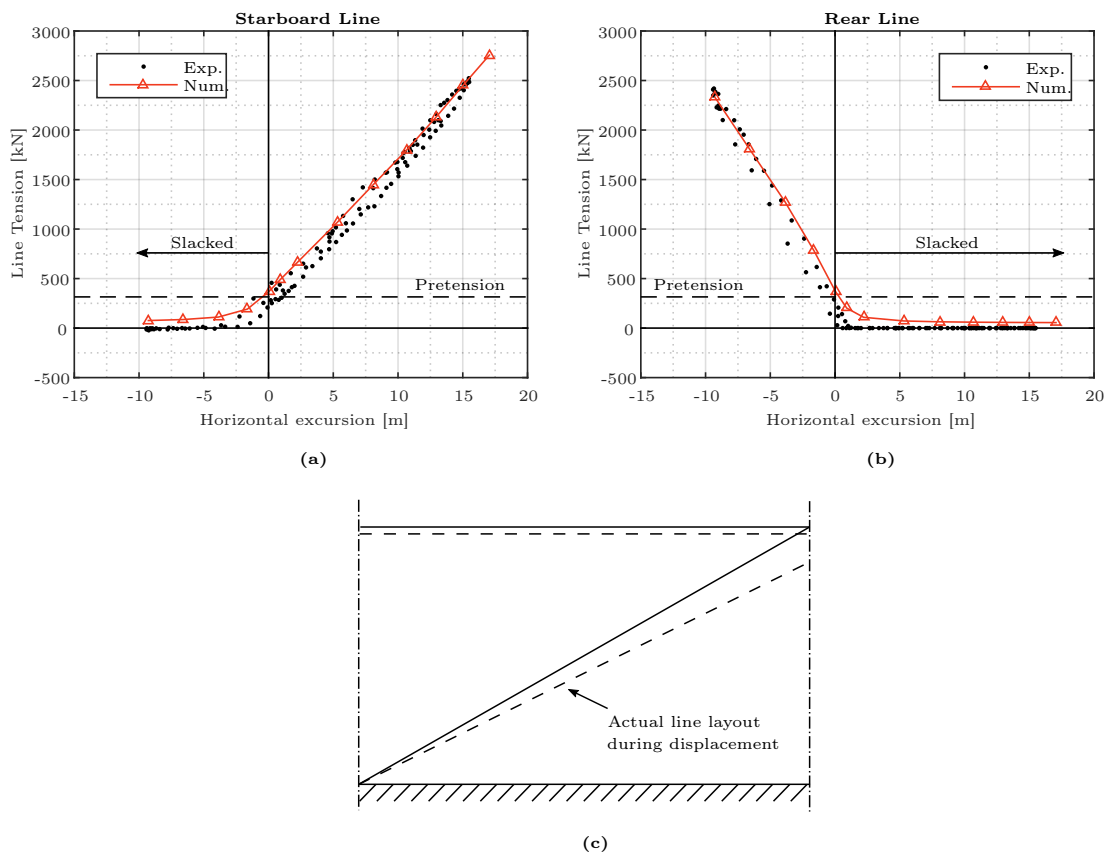 Starboard Line
Line Tension [kN]
3000
2500
2000
1500
1000
500
0
-500
Exp.
Num.
Slacked
Pretension
-15 -10 -5 0 5 10 15 20
Horizontal excursion [m]
(a)
Rear Line
Line Tension [kN]
3000
2500
2000
1500
1000
500
0
-500
Exp.
Num.
Slacked
Pretension
-15 -10 -5 0 5 10 15 20
Horizontal excursion [m]
(b)
Actual line layout
during displacement
(c)